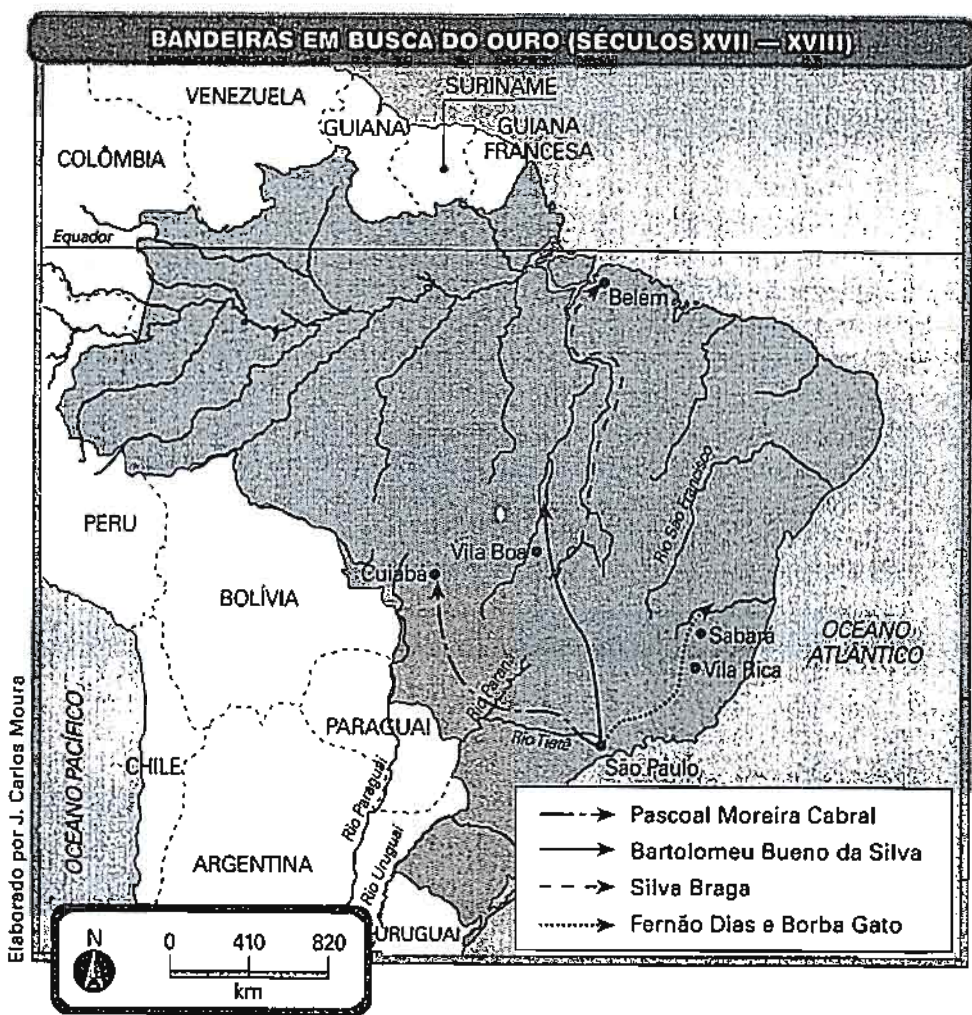 BANDEIRAS EM BUSCA DO OURO (SÉCULOS XVII — XVIII)
VENEZUELA
SURINAME
GUIANA
GUIANA
FRANCESA
COLÔMBIA
Equador
Belém
Rio São Francisco
PERU
Vila Boa
Cuiabá
BOLÍVIA
Sabará
OCEANO
ATLÂNTICO
Vila Rica
Rio Paraná
PARAGUAI
Rio Tietê
São Paulo
OCEANO PACÍFICO
CHILE
Rio Paraguai
ARGENTINA
Rio Uruguai
URUGUAI
Pascoal Moreira Cabral
Bartolomeu Bueno da Silva
Silva Braga
Fernão Dias e Borba Gato
N
0 410 820
km
Elaborado por J. Carlos Moura